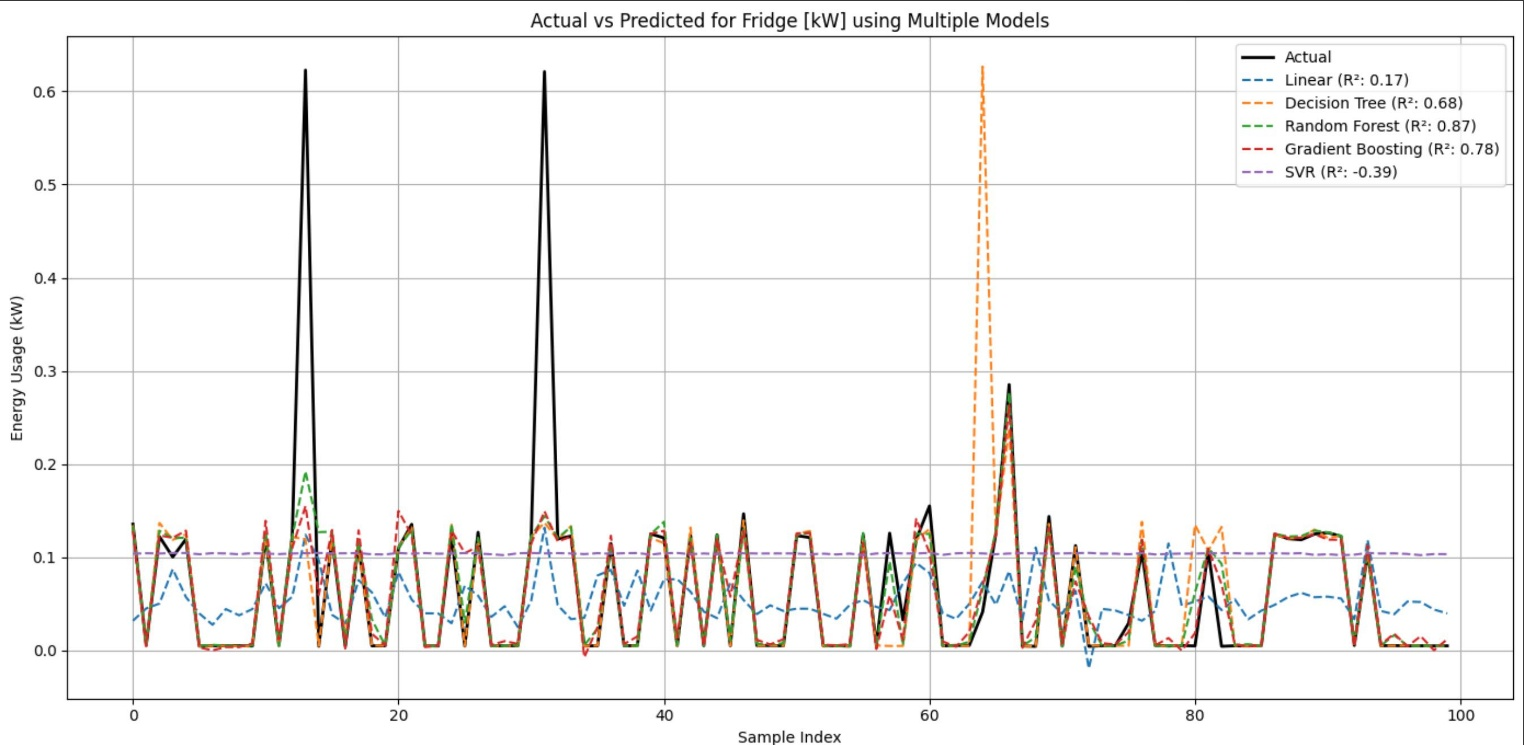 Actual vs Predicted for Fridge [kW] using Multiple Models
Actual
Linear (R²: 0.17)
Decision Tree (R²: 0.68)
Random Forest (R²: 0.87)
Gradient Boosting (R²: 0.78)
SVR (R²: -0.39)
Energy Usage (kW)
0.6
0.5
0.4
0.3
0.2
0.1
0.0
0 20 40 60 80 100
Sample Index